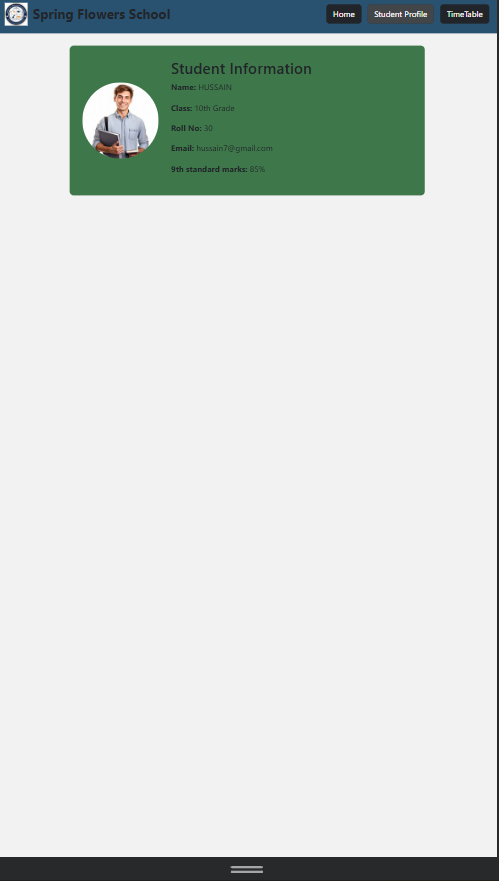 Spring Flowers School
Home Student Profile TimeTable
Student Information
Name: HUSSAIN
Class: 10th Grade
Roll No: 30
Email: hussain7@gmail.com
9th standard marks: 85%